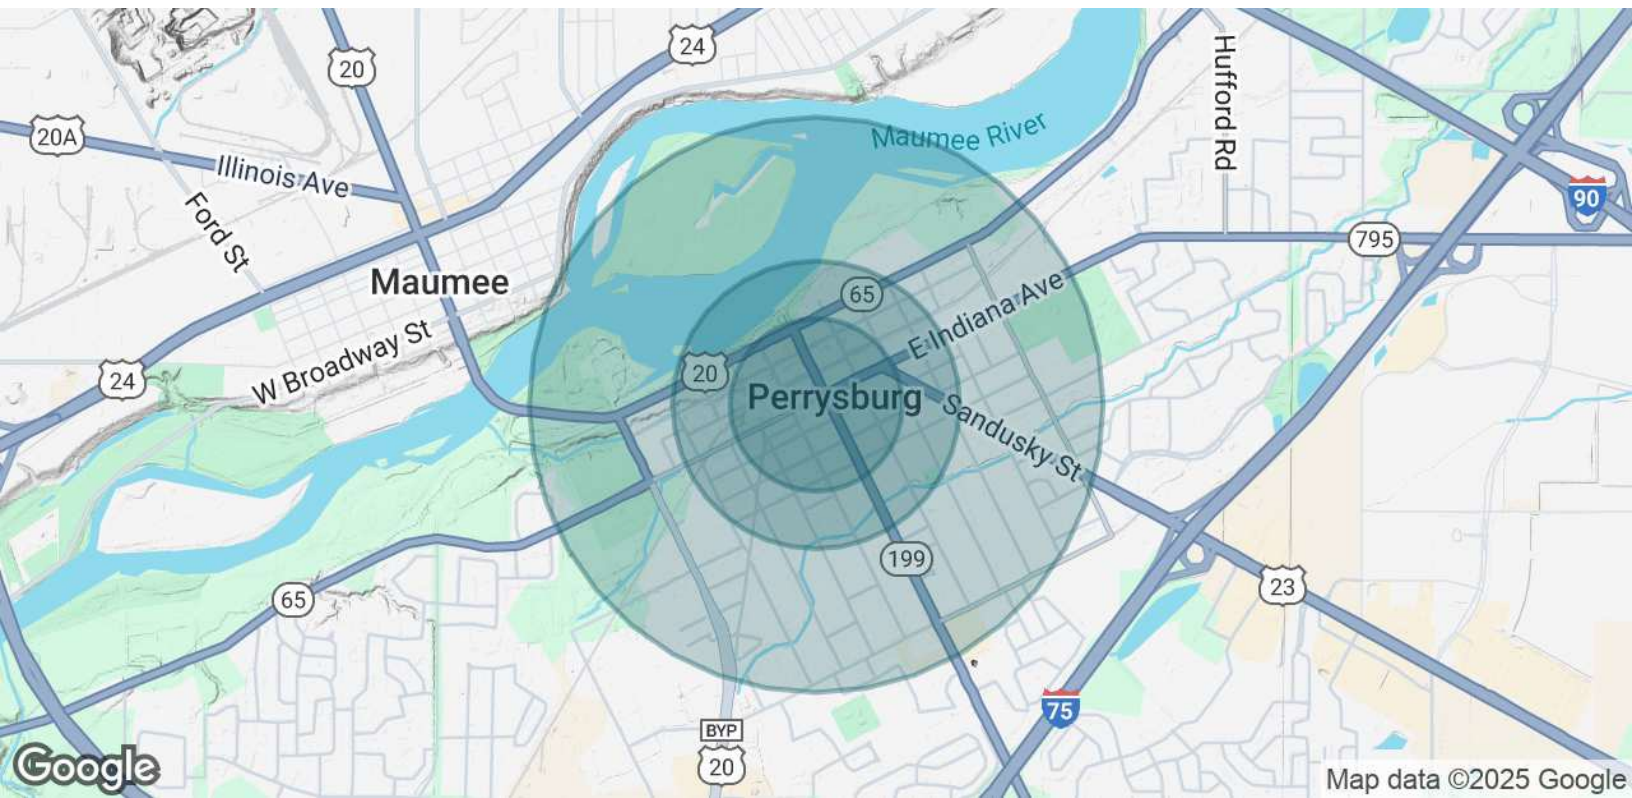 24
20
Hufford Rd
20A
Maumee River
Illinois Ave
90
Ford St
795
Maumee
65
E Indiana Ave
W Broadway St
24
20
Perrysburg
Sandusky St
199
23
65
75
BYP
20
Google
Map data ©2025 Google